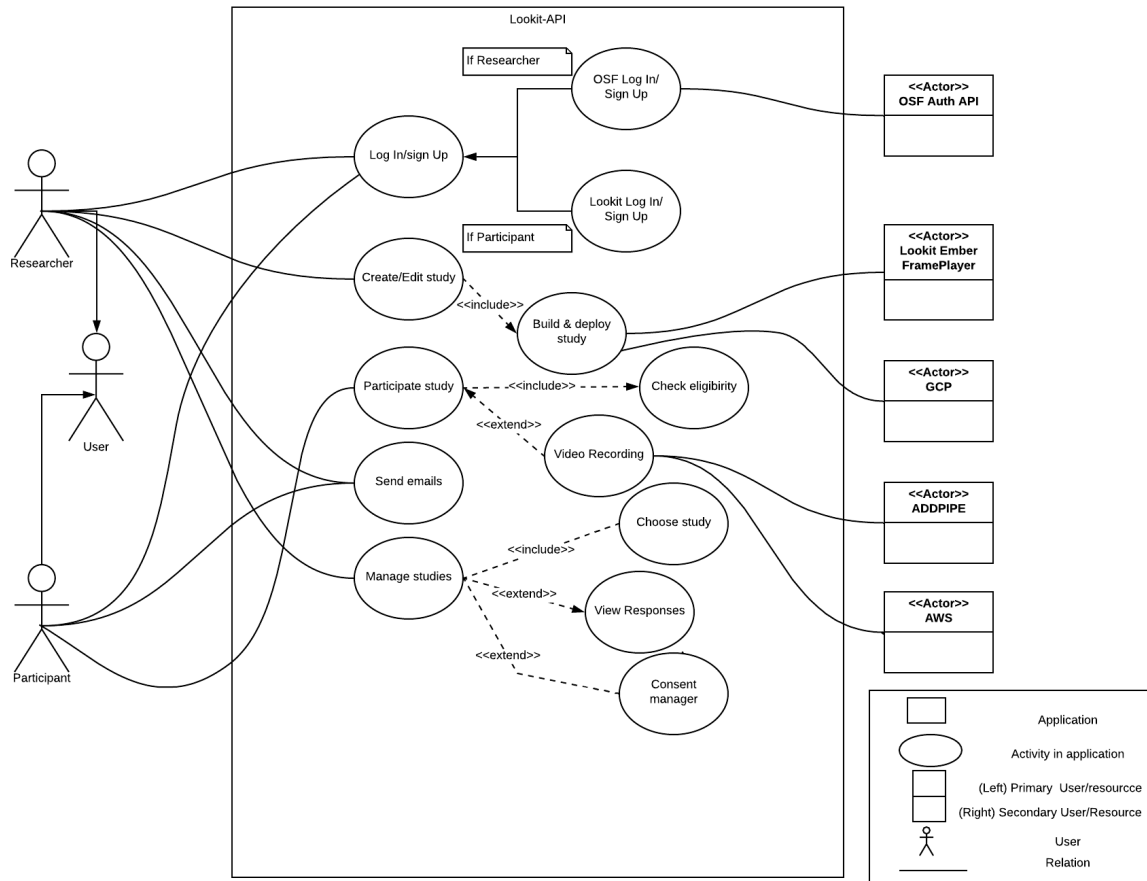 Lookit-API
If Researcher
OSF Log In/
Sign Up
<<Actor>>
OSF Auth API
Log In/sign Up
Lookit Log In/
Sign Up
If Participant
Researcher
<<Actor>>
Lookit Ember
FramePlayer
Create/Edit study
<<include>>
Build & deploy
study
User
Participate study
<<include>>
Check eligibirity
<<Actor>>
GCP
<<extend>>
Video Recording
Send emails
<<Actor>>
ADDPIPE
Choose study
<<include>>
Manage studies
<<extend>>
View Responses
<<Actor>>
AWS
<<extend>>
Consent
manager
Participant
Application
Activity in application
(Left) Primary User/resourcce
(Right) Secondary User/Resource
User
Relation